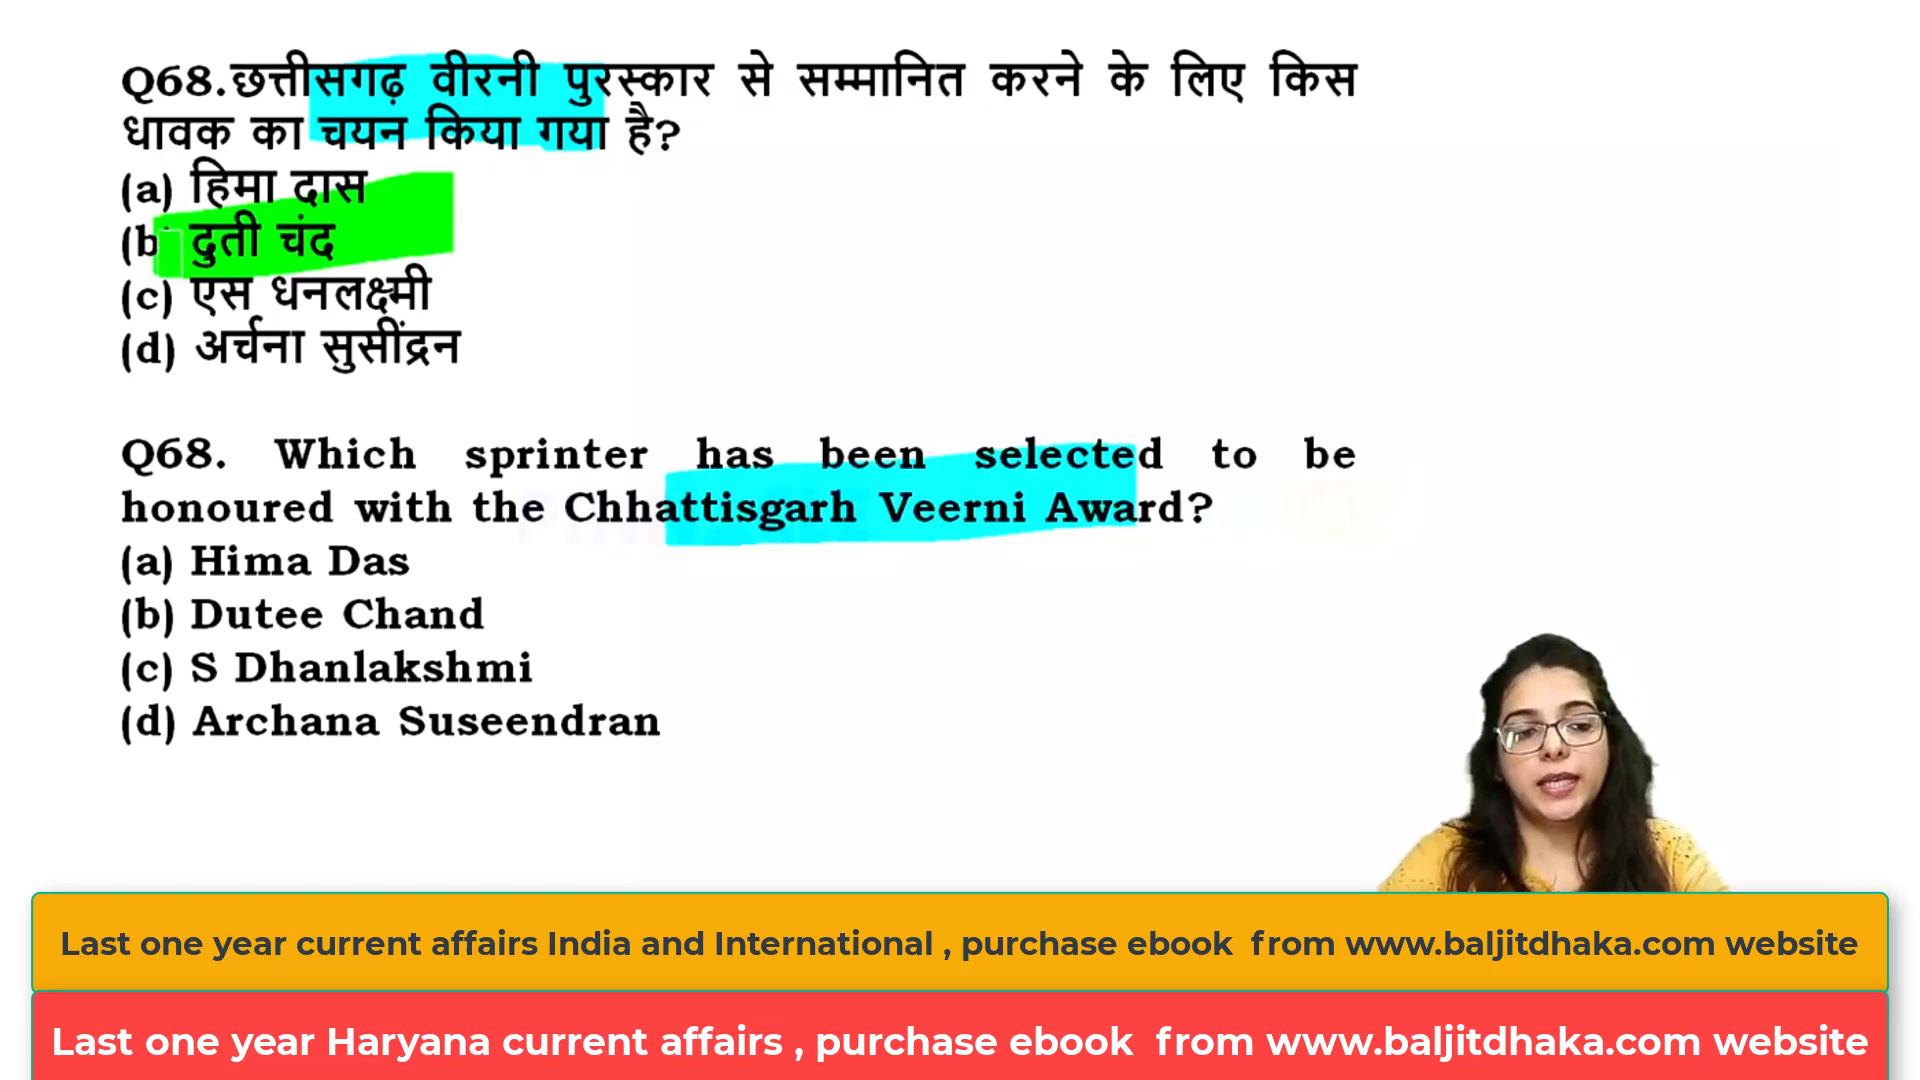 Q68.छत्तीसगढ़ वीरनी पुरस्कार से सम्मानित करने के लिए किस
धावक का चयन किया गया है?
(a) हिमा दास
(b दुती चंद
(c) एस धनलक्ष्मी
(d) अर्चना सुसींद्रन
Q68. Which sprinter has been selected to be
honoured with the Chhattisgarh Veerni Award?
(a) Hima Das
(b) Dutee Chand
(c) S Dhanlakshmi
(d) Archana Suseendran
Last one year current affairs India and International , purchase ebook from www.baljitdhaka.com website
Last one year Haryana current affairs , purchase ebook from www.baljitdhaka.com website